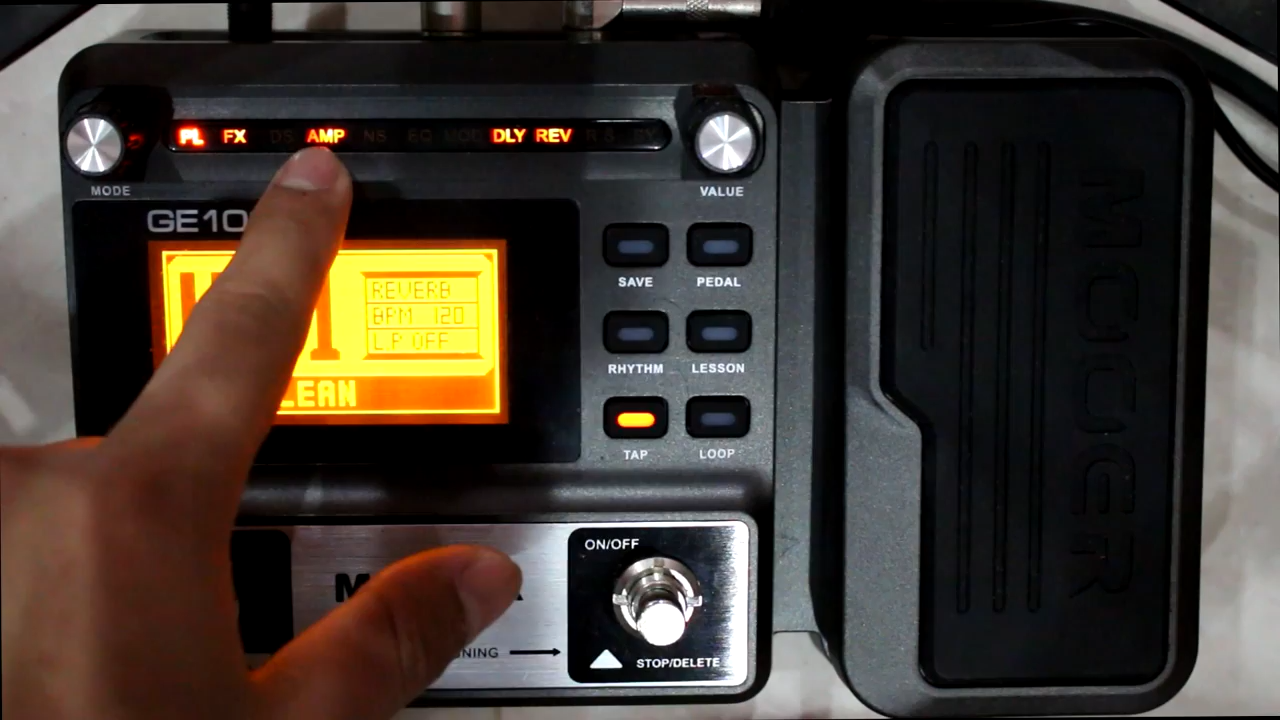 PL FX DS AMP NS EQ MOD DLY REV
MODE
VALUE
GE10
REVERB
BPM 120
L.P OFF
LEAN
SAVE PEDAL
RHYTHM LESSON
TAP LOOP
MOOER
ON/OFF
STOP/DELETE